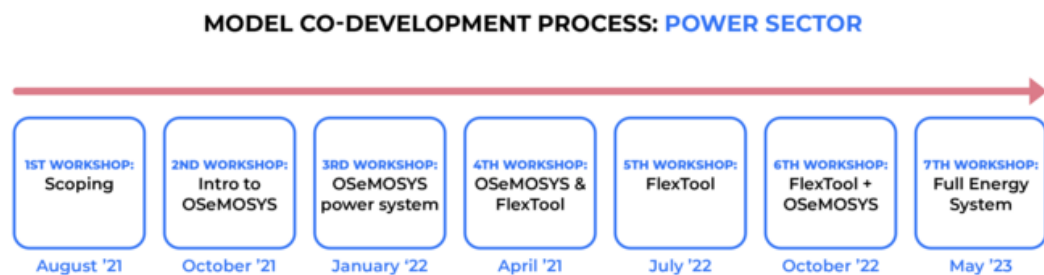 MODEL CO-DEVELOPMENT PROCESS: POWER SECTOR
1ST WORKSHOP:
Scoping
August '21
2ND WORKSHOP:
Intro to
OSeMOSYS
October '21
3RD WORKSHOP:
OSeMOSYS
power system
January ‘22
4TH WORKSHOP:
OSeMOSYS &
FlexTool
April '21
5TH WORKSHOP:
FlexTool
July '22
6TH WORKSHOP:
FlexTool +
OSeMOSYS
October '22
7TH WORKSHOP:
Full Energy
System
May '23